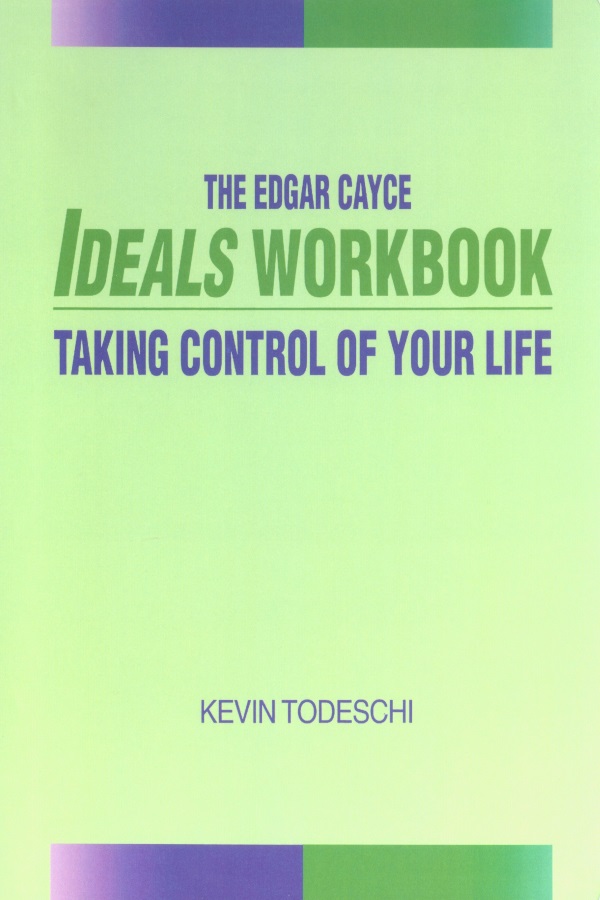 THE EDGAR CAYCE
IDEALS WORKBOOK
TAKING CONTROL OF YOUR LIFE
KEVIN TODESCHI